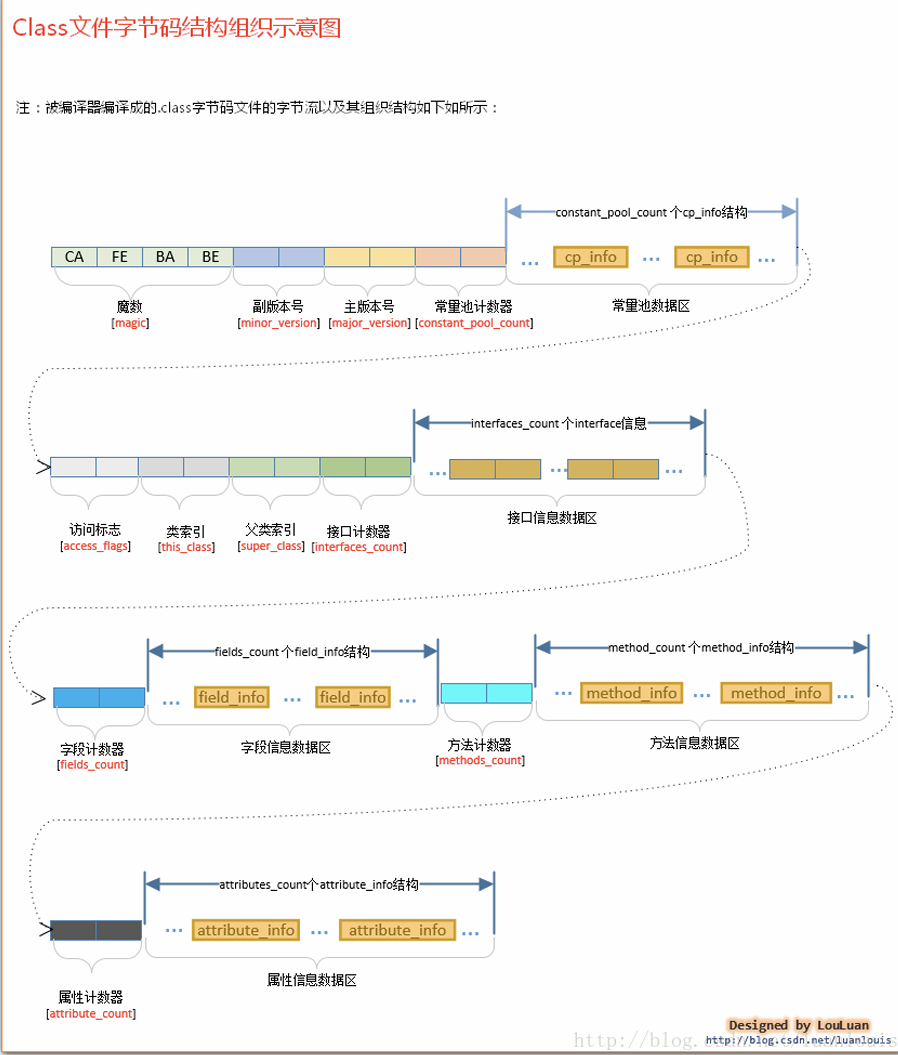 Class文件字节码结构组织示意图
注：被编译器编译成的.class字节码文件的字节流以及其组织结构如下如所示：
constant_pool_count 个cp_info结构
CA FE BA BE ... cp_info ... cp_info ...
魔数 副版本号 主版本号 常量池计数器 常量池数据区
[magic] [minor_version] [major_version] [constant_pool_count]
interfaces_count 个interface信息
... ... ...
访问标志 类索引 父类索引 接口计数器 接口信息数据区
[access_flags] [this_class] [super_class] [interfaces_count]
fields_count 个field_info结构 method_count 个method_info结构
... field_info ... field_info ... ... method_info ... method_info ...
字段计数器 字段信息数据区 方法计数器 方法信息数据区
[fields_count] [methods_count]
attributes_count个attribute_info结构
... attribute_info ... attribute_info ...
属性计数器 属性信息数据区
[attribute_count]
Designed by LouLuan
http://blog.csdn.net/luanlouis